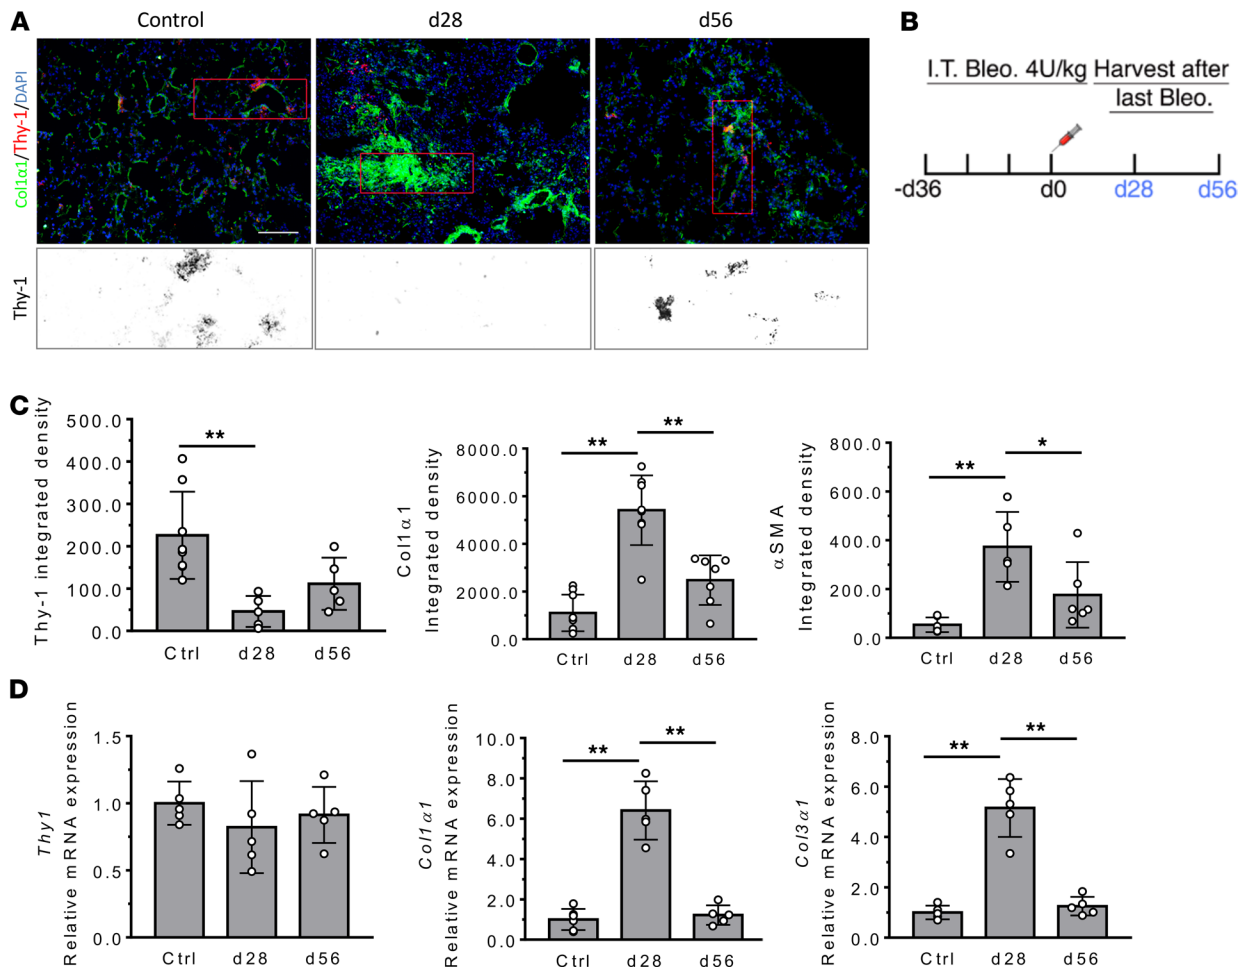 A
Control
d28
d56
Col1α1/Thy-1/DAPI
Thy-1
B
I.T. Bleo. 4U/kg Harvest after
last Bleo.
-d36
d0
d28
d56
C
Thy-1 integrated density
500.0
400.0
300.0
200.0
100.0
0.0
**
Ctrl
d28
d56
Col1α1
Integrated density
8000.0
6000.0
4000.0
2000.0
0.0
**
**
Ctrl
d28
d56
αSMA
Integrated density
800.0
600.0
400.0
200.0
0.0
**
*
Ctrl
d28
d56
D
Thy1
Relative mRNA expression
1.5
1.0
0.5
0.0
Ctrl
d28
d56
Col1α1
Relative mRNA expression
10.0
8.0
6.0
4.0
2.0
0.0
**
**
Ctrl
d28
d56
Col3α1
Relative mRNA expression
8.0
6.0
4.0
2.0
0.0
**
**
Ctrl
d28
d56